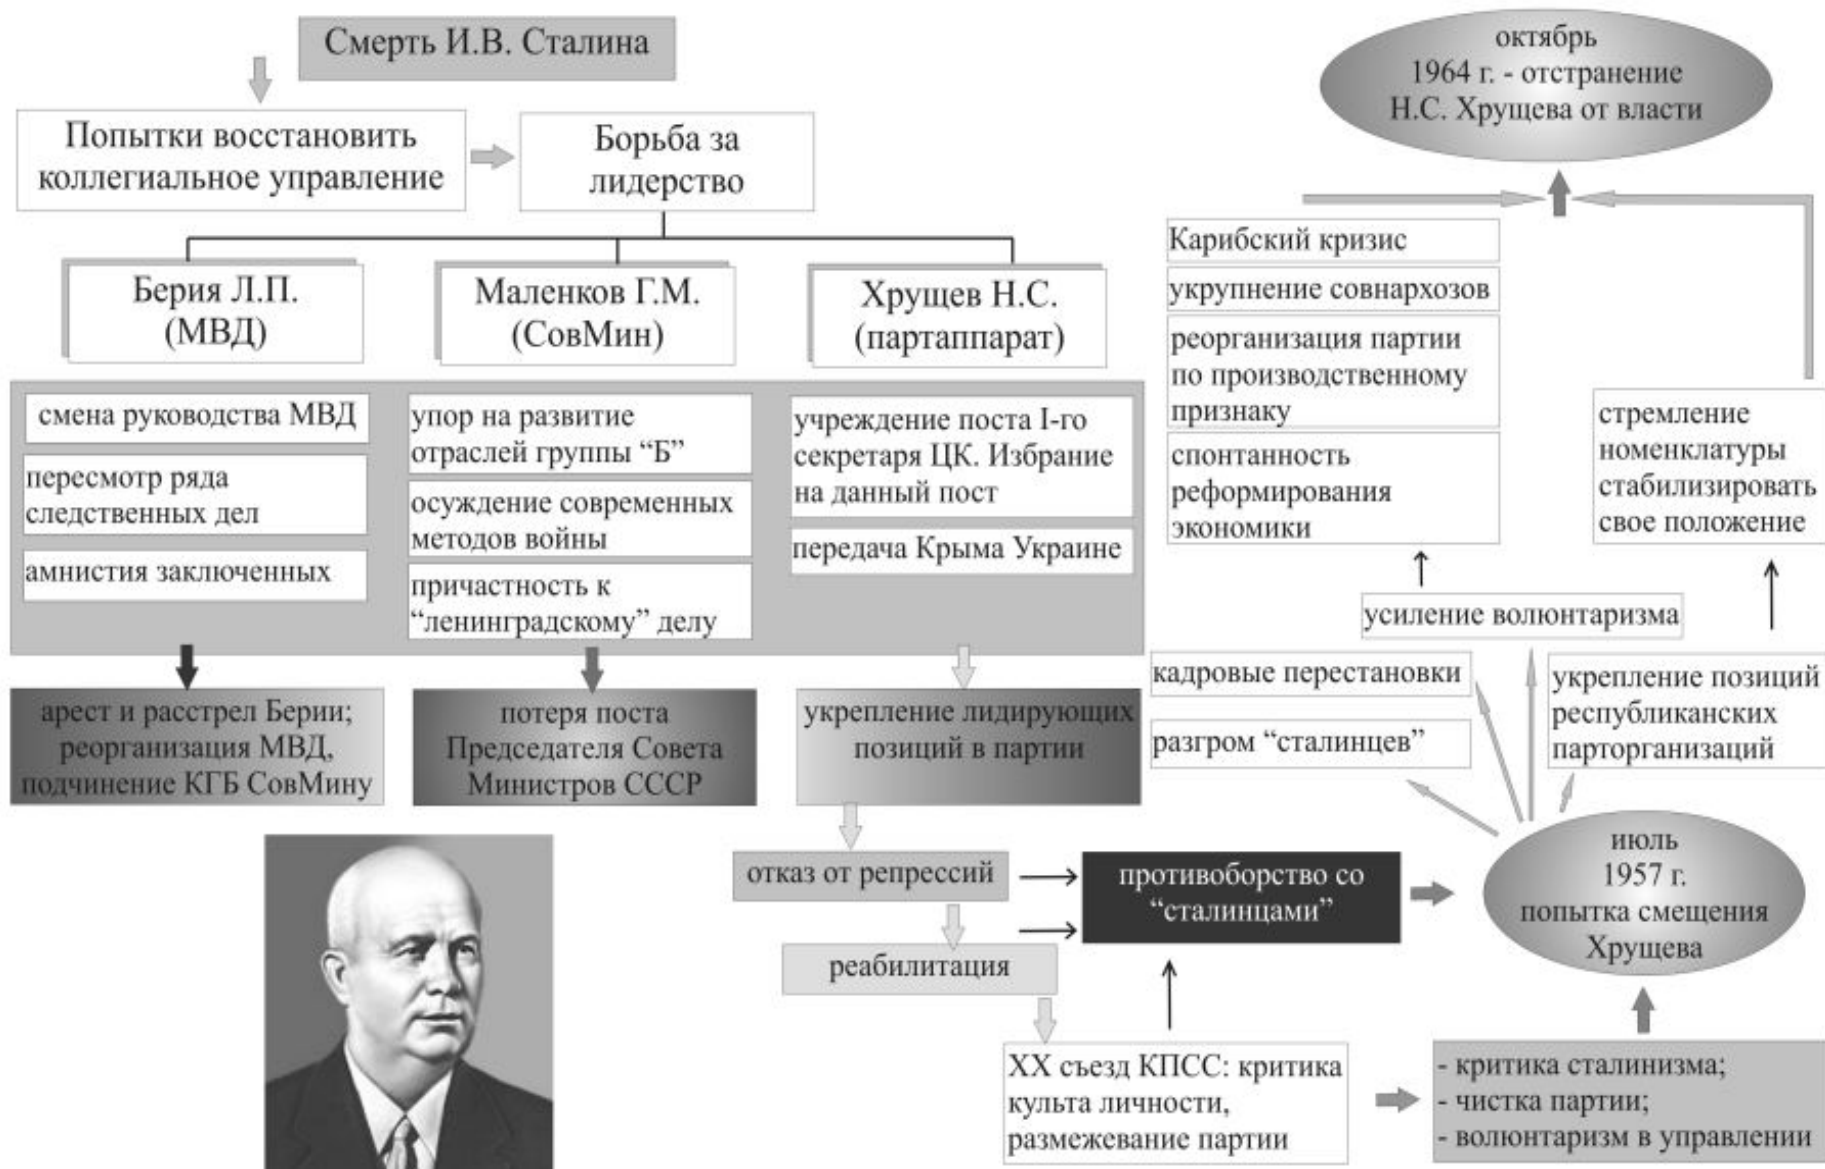 Смерть И.В. Сталина
Попытки восстановить
коллегиальное управление
Борьба за
лидерство
Берия Л.П.
(МВД)
Маленков Г.М.
(СовМин)
Хрущев Н.С.
(партаппарат)
смена руководства МВД
пересмотр ряда
следственных дел
амнистия заключенных
упор на развитие
отраслей группы “Б”
осуждение современных
методов войны
причастность к
“ленинградскому” делу
учреждение поста I-го
секретаря ЦК. Избрание
на данный пост
передача Крыма Украине
арест и расстрел Берии;
реорганизация МВД,
подчинение КГБ СовМину
потеря поста
Председателя Совета
Министров СССР
укрепление лидирующих
позиций в партии
отказ от репрессий
реабилитация
противоборство со
“сталинцами”
XX съезд КПСС: критика
культа личности,
размежевание партии
- критика сталинизма;
- чистка партии;
- волюнтаризм в управлении
июль
1957 г.
попытка смещения
Хрущева
разгром “сталинцев”
кадровые перестановки
усиление волюнтаризма
укрепление позиций
республиканских
парторганизаций
Карибский кризис
укрупнение совнархозов
реорганизация партии
по производственному
признаку
спонтанность
реформирования
экономики
стремление
номенклатуры
стабилизировать
свое положение
октябрь
1964 г. - отстранение
Н.С. Хрущева от власти